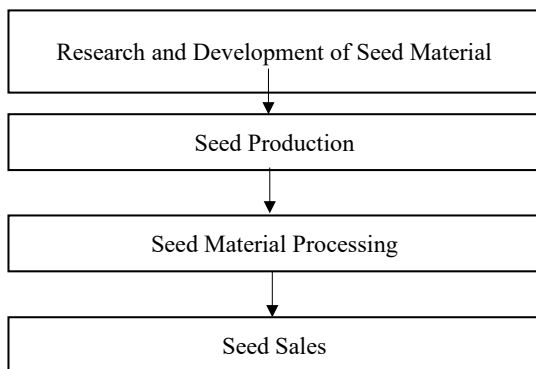 Research and Development of Seed Material
Seed Production
Seed Material Processing
Seed Sales